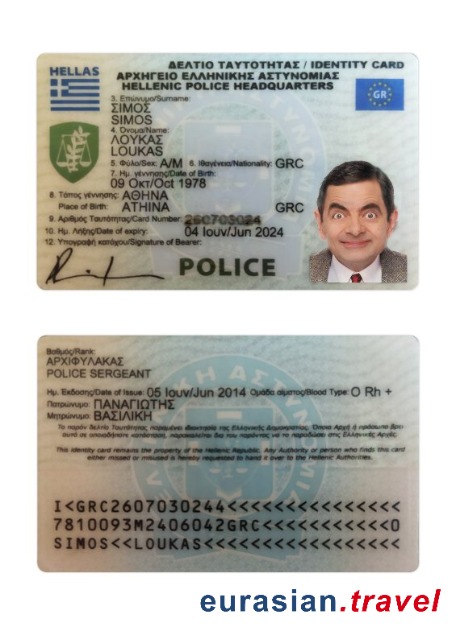 ΔΕΛΤΙΟ ΤΑΥΤΟΤΗΤΑΣ / IDENTITY CARD
HELLAS
ΑΡΧΗΓΕΙΟ ΕΛΛΗΝΙΚΗΣ ΑΣΤΥΝΟΜΙΑΣ
HELLENIC POLICE HEADQUARTERS
GR
3. Επώνυμο/Surname:
ΣΙΜΟΣ
SIMOS
4. Όνομα/Name:
ΛΟΥΚΑΣ
LOUKAS
5. Φύλο/Sex: Α/M 6. Ιθαγένεια/Nationality: GRC
7. Ημ. γέννησης/Date of Birth:
09 Οκτ/Oct 1978
8. Τόπος γέννησης: ΑΘΗΝΑ
Place of Birth: ATHINA GRC
9. Αριθμός Ταυτότητας/Card Number: 260703024
10. Ημ. Λήξης/Date of expiry: 04 Ιουν/Jun 2024
12. Υπογραφή κατόχου/Signature of Bearer:
POLICE
Βαθμός/Rank:
ΑΡΧΙΦΥΛΑΚΑΣ
POLICE SERGEANT
Ημ. Έκδοσης/Date of Issue: 05 Ιουν/Jun 2014 Ομάδα αίματος/Blood Type: O Rh +
Πατρώνυμο: ΠΑΝΑΓΙΩΤΗΣ
Μητρώνυμο: ΒΑΣΙΛΙΚΗ
Το παρόν δελτίο Ταυτότητας παραμένει ιδιοκτησία της Ελληνικής Δημοκρατίας. Όποια Αρχή ή πρόσωπο βρει
αυτό σε οποιαδήποτε κατάσταση, παρακαλείται δια του παρόντος να το παραδώσει στις Ελληνικές Αρχές.
This identity card remains the property of the Hellenic Republic. Any Authority or person who finds this card
either missed or misused is hereby requested to hand it over to the Hellenic Authorities.
I<GRC2607030244<<<<<<<<<<<<<<<
7810093M2406042GRC<<<<<<<<<<<0
SIMOS<<LOUKAS<<<<<<<<<<<<<<<<<
eurasian.travel